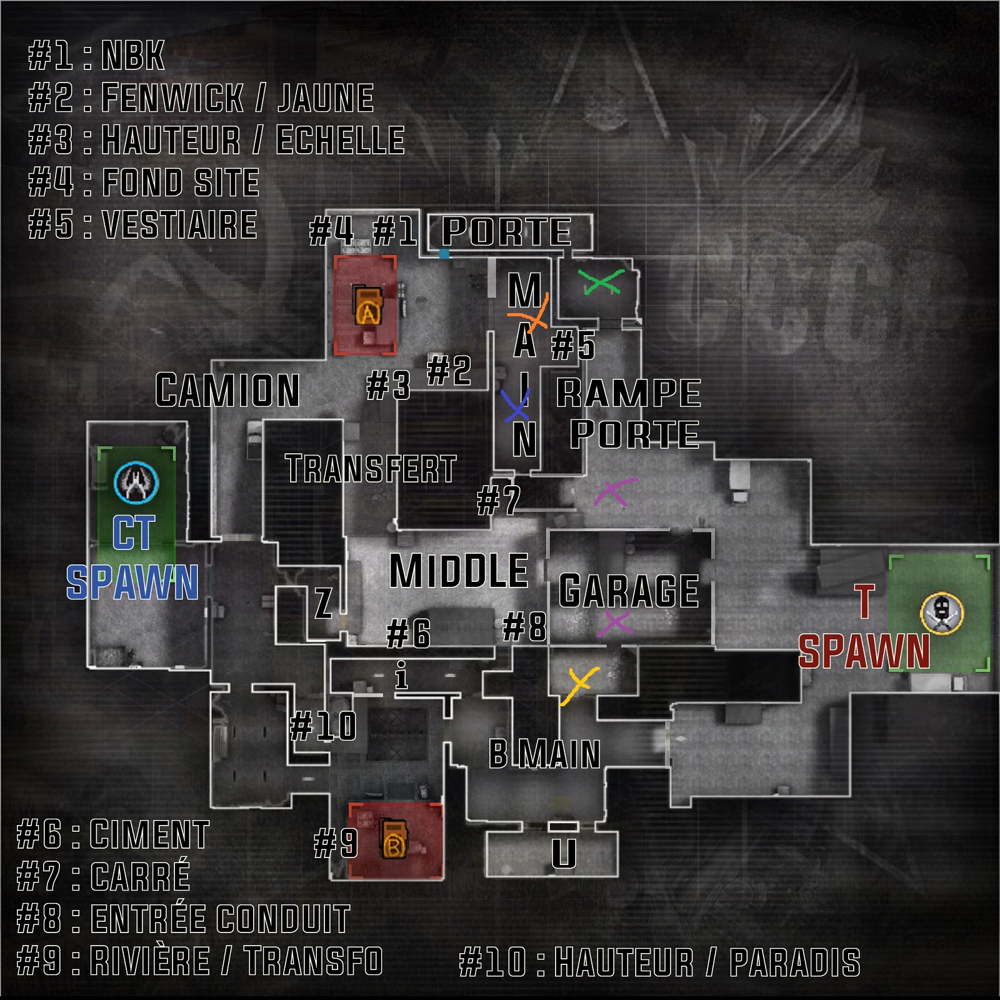 #1 : NBK
#2 : FENWICK / JAUNE
#3 : HAUTEUR / ECHELLE
#4 : FOND SITE
#5 : VESTIAIRE
#4 #1 PORTE
A
MAIN
#5
#2
#3
CAMION
RAMPE
PORTE
TRANSFERT
#7
CT
SPAWN
MIDDLE
GARAGE
Z
#6
#8
T
SPAWN
i
#10
B MAIN
#9
B
U
#6 : CIMENT
#7 : CARRÉ
#8 : ENTRÉE CONDUIT
#9 : RIVIÈRE / TRANSFO
#10 : HAUTEUR / PARADIS